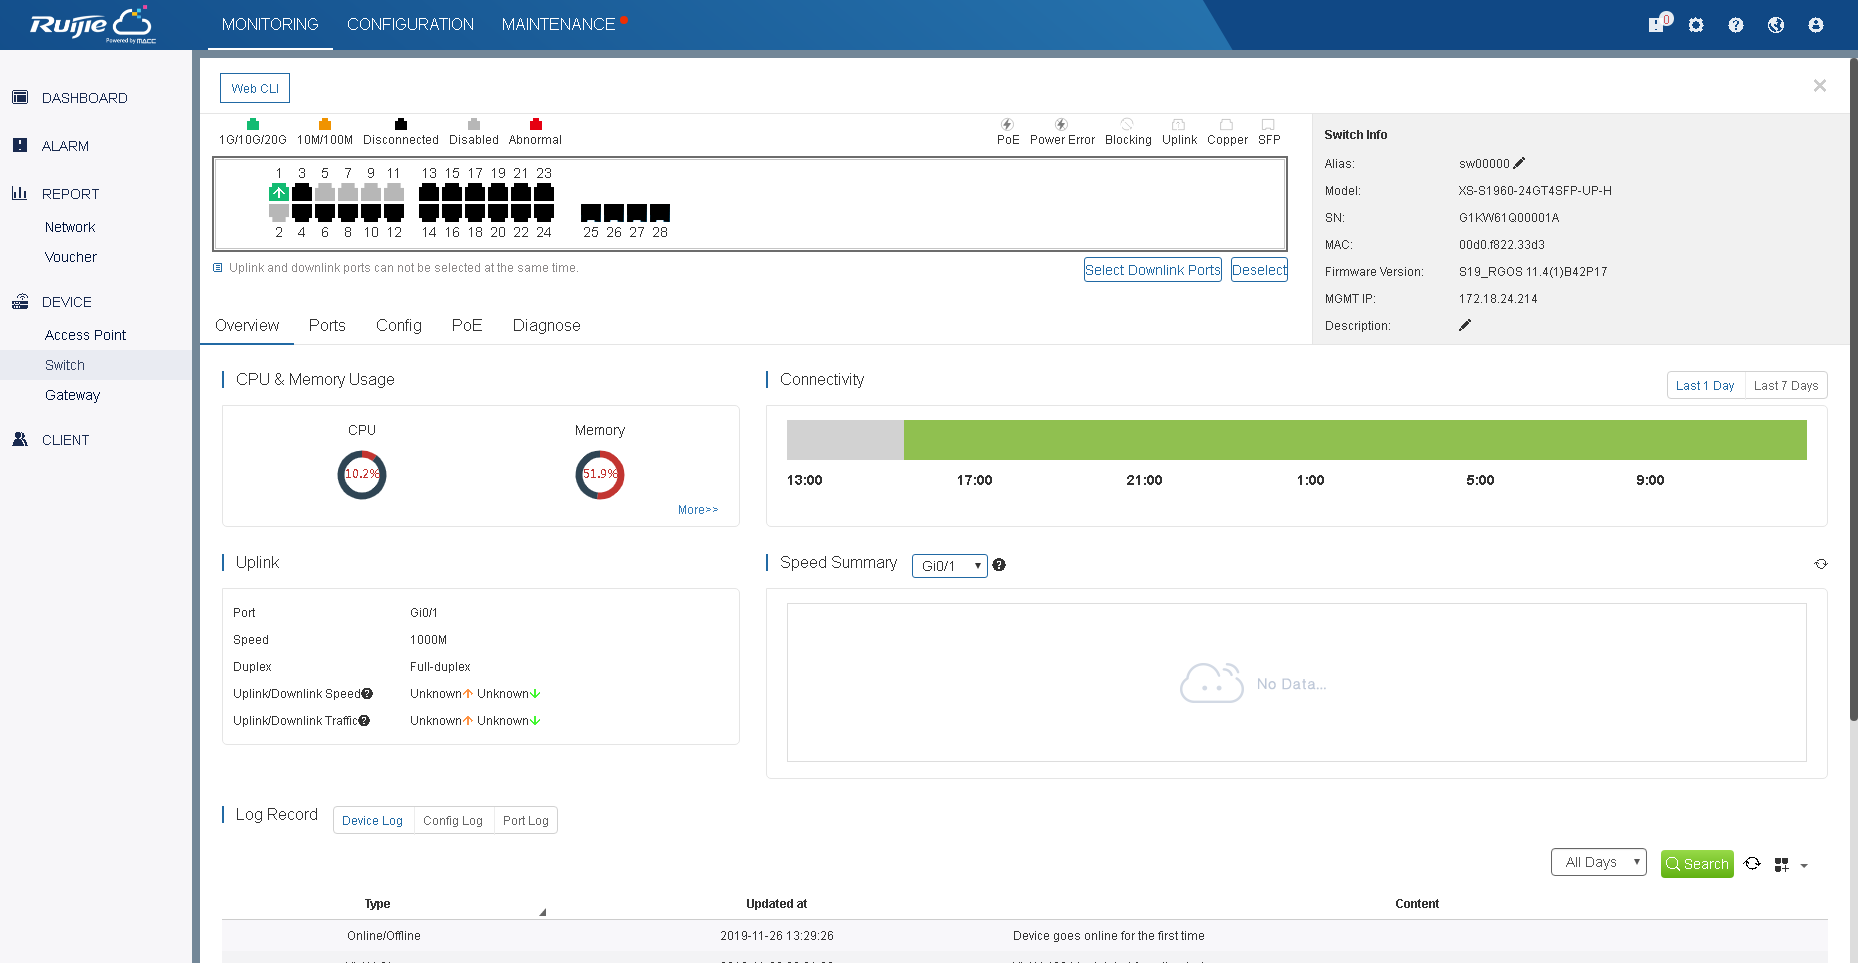 Ruijie
Powered by MACC
MONITORING CONFIGURATION MAINTENANCE
0
DASHBOARD
ALARM
REPORT
Network
Voucher
DEVICE
Access Point
Switch
Gateway
CLIENT
Web CLI
1G/10G/20G 10M/100M Disconnected Disabled Abnormal
PoE Power Error Blocking Uplink Copper SFP
1 3 5 7 9 11 13 15 17 19 21 23
2 4 6 8 10 12 14 16 18 20 22 24 25 26 27 28
Uplink and downlink ports can not be selected at the same time.
Select Downlink Ports Deselect
Switch Info
Alias: sw00000
Model: XS-S1960-24GT4SFP-UP-H
SN: G1KW61Q00001A
MAC: 00d0.f822.33d3
Firmware Version: S19_RGOS 11.4(1)B42P17
MGMT IP: 172.18.24.214
Description:
Overview Ports Config PoE Diagnose
CPU & Memory Usage
CPU Memory
10.2% 51.9%
More>>
Connectivity
Last 1 Day Last 7 Days
13:00 17:00 21:00 1:00 5:00 9:00
Uplink
Port Gi0/1
Speed 1000M
Duplex Full-duplex
Uplink/Downlink Speed Unknown Unknown
Uplink/Downlink Traffic Unknown Unknown
Speed Summary Gi0/1
No Data...
Log Record Device Log Config Log Port Log
All Days Search
Type Updated at Content
Online/Offline 2019-11-26 13:29:26 Device goes online for the first time